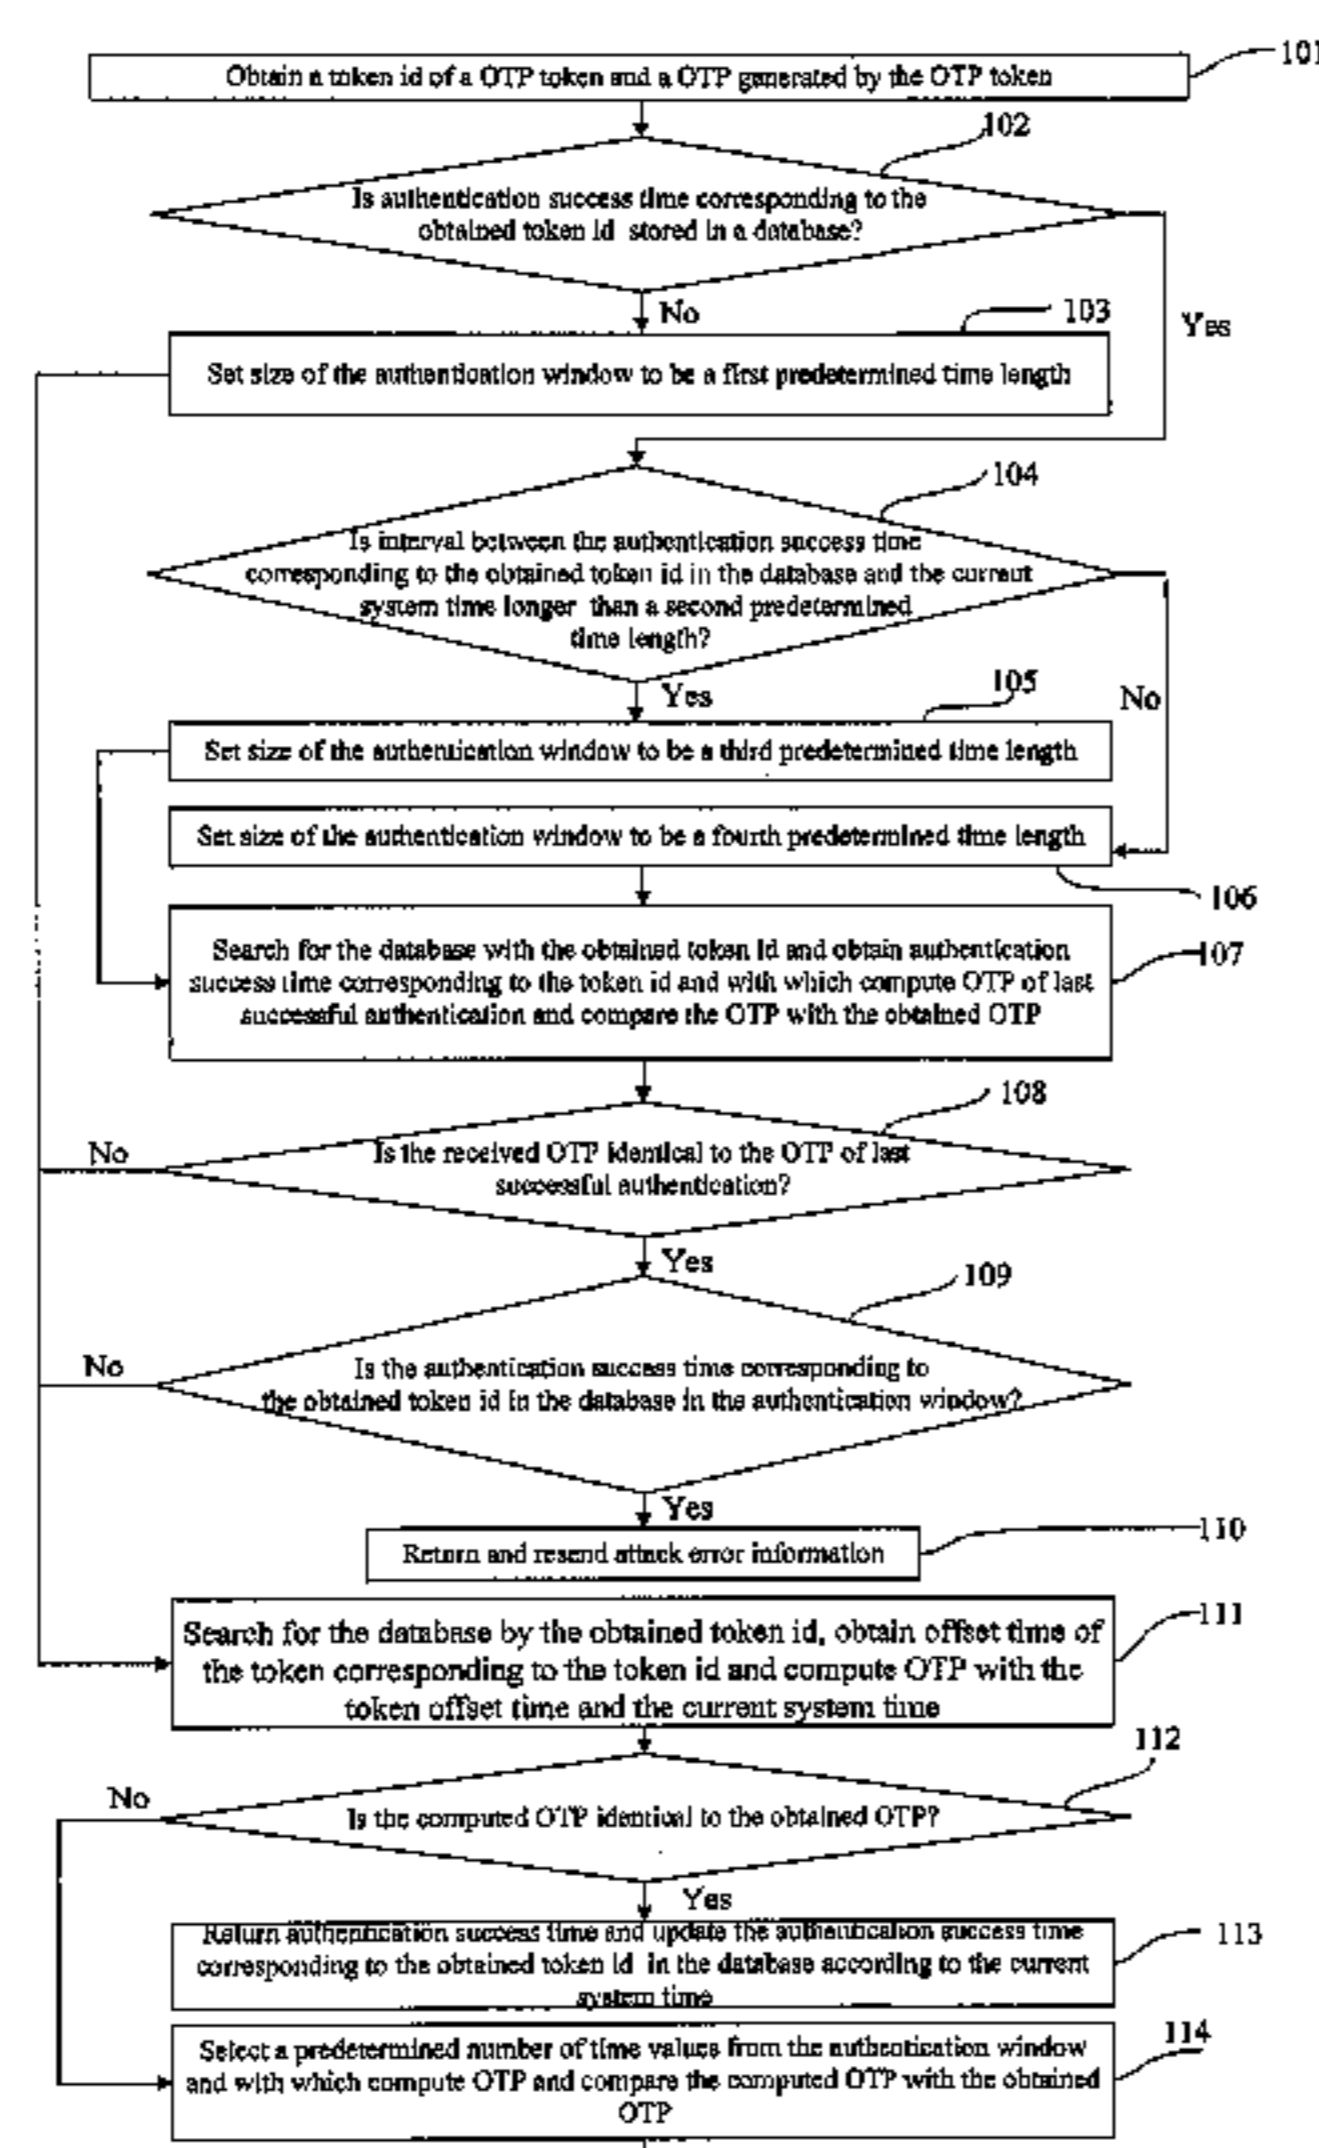 101
Obtain a token id of a OTP token and a OTP generated by the OTP token
102
Is authentication success time corresponding to the
obtained token id stored in a database?
No
103
Yes
Set size of the authentication window to be a first predetermined time length
104
Is interval between the authentication success time
corresponding to the obtained token id in the database and the current
system time longer than a second predetermined
time length?
Yes
105
No
Set size of the authentication window to be a third predetermined time length
Set size of the authentication window to be a fourth predetermined time length
106
Search for the database with the obtained token id and obtain authentication
success time corresponding to the token id and with which compute OTP of last
successful authentication and compare the OTP with the obtained OTP
107
108
No
Is the received OTP identical to the OTP of last
successful authentication?
Yes
109
No
Is the authentication success time corresponding to
the obtained token id in the database in the authentication window?
Yes
110
Return and resend attack error information
111
Search for the database by the obtained token id, obtain offset time of
the token corresponding to the token id and compute OTP with the
token offset time and the current system time
112
No
Is the computed OTP identical to the obtained OTP?
Yes
Return authentication success time and update the authentication success time
corresponding to the obtained token id in the database according to the current
system time
113
114
Select a predetermined number of time values from the authentication window
and with which compute OTP and compare the computed OTP with the obtained
OTP